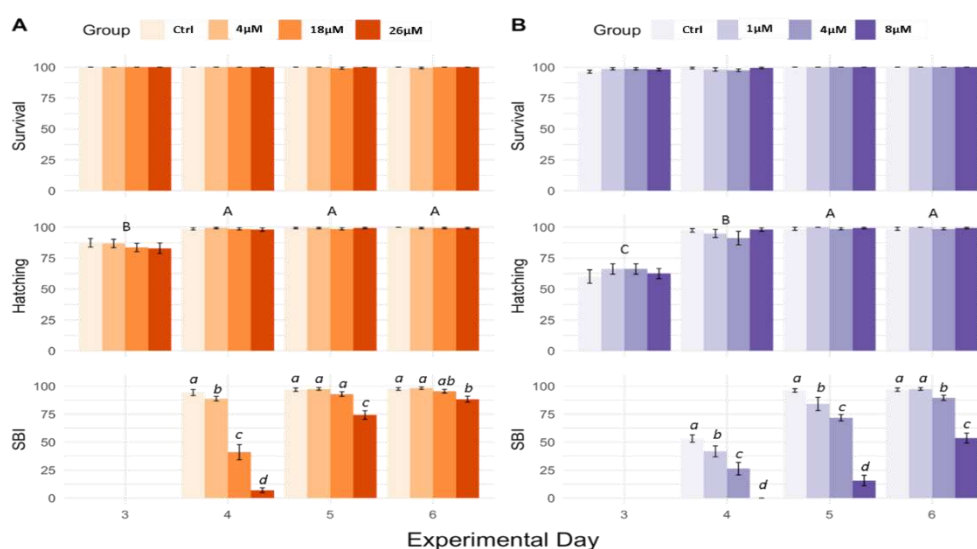 A Group Ctrl 4µM 18µM 26µM
Survival
100
75
50
25
0
B
A
A
A
Hatching
100
75
50
25
0
SBI
100
75
50
25
0
a
b
c
d
a
a
a
c
a
a
ab
b
3 4 5 6
B Group Ctrl 1µM 4µM 8µM
100
75
50
25
0
Survival
C
B
A
A
100
75
50
25
0
Hatching
100
75
50
25
0
SBI
a
b
c
d
a
b
c
d
a
a
b
c
3 4 5 6
Experimental Day